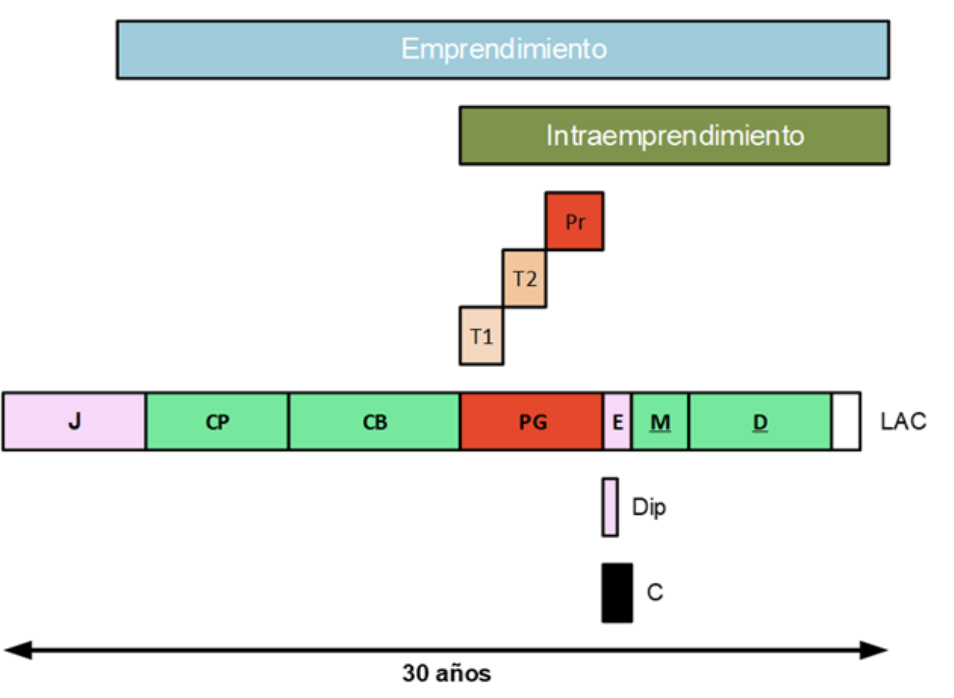 Emprendimiento
Intraemprendimiento
Pr
T2
T1
J CP CB PG E M D LAC
Dip
C
30 años